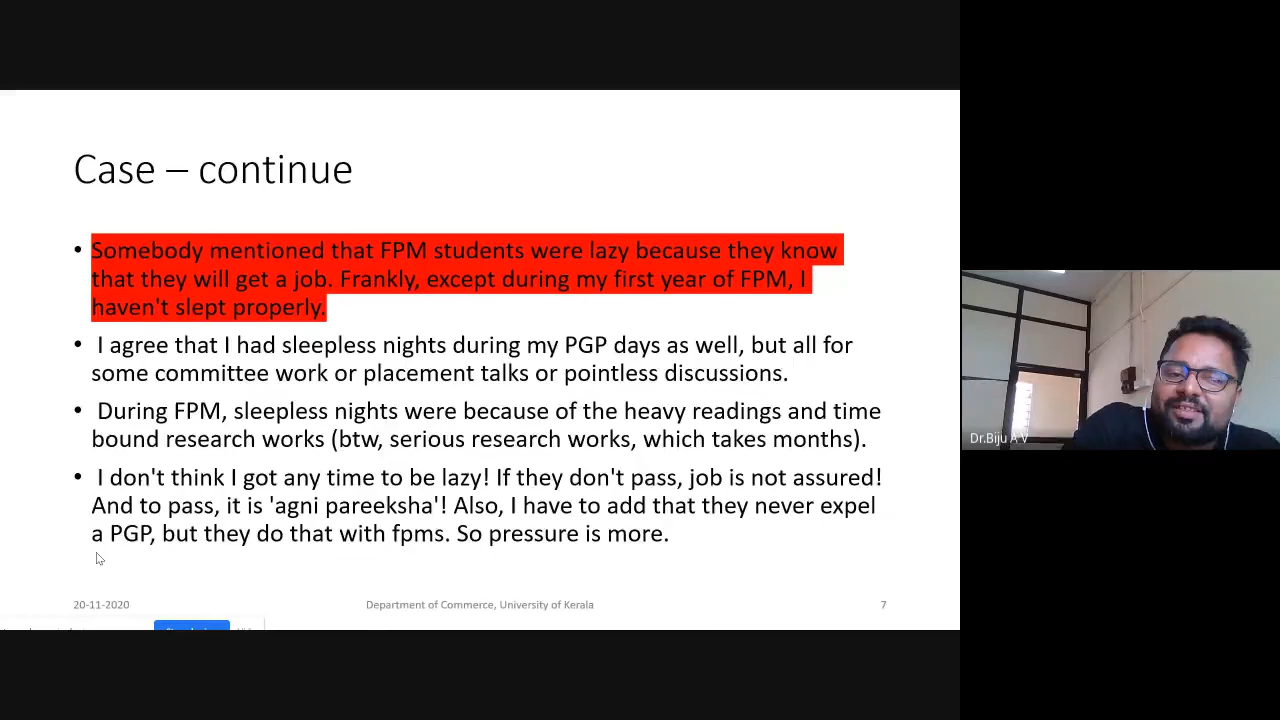 Case – continue
• Somebody mentioned that FPM students were lazy because they know
that they will get a job. Frankly, except during my first year of FPM, I
haven't slept properly.
• I agree that I had sleepless nights during my PGP days as well, but all for
some committee work or placement talks or pointless discussions.
• During FPM, sleepless nights were because of the heavy readings and time
bound research works (btw, serious research works, which takes months).
• I don't think I got any time to be lazy! If they don't pass, job is not assured!
And to pass, it is 'agni pareeksha'! Also, I have to add that they never expel
a PGP, but they do that with fpms. So pressure is more.
20-11-2020
Department of Commerce, University of Kerala
7
Dr.Biju A V